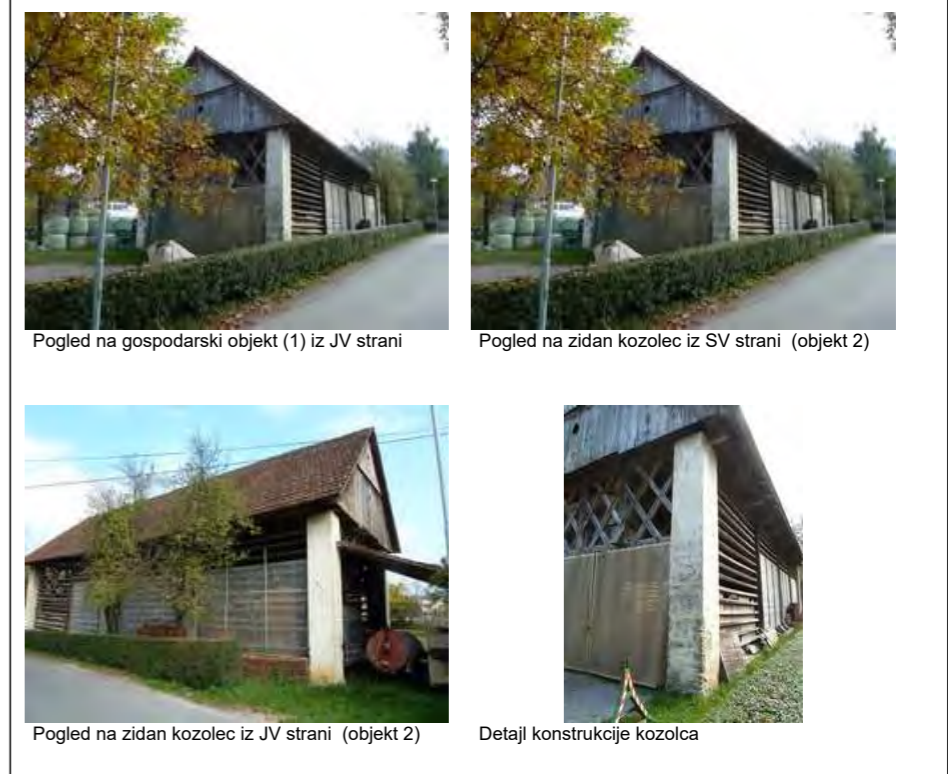 Pogled na gospodarski objekt (1) iz JV strani
Pogled na zidan kozolec iz SV strani (objekt 2)
Pogled na zidan kozolec iz JV strani (objekt 2)
Detajl konstrukcije kozolca